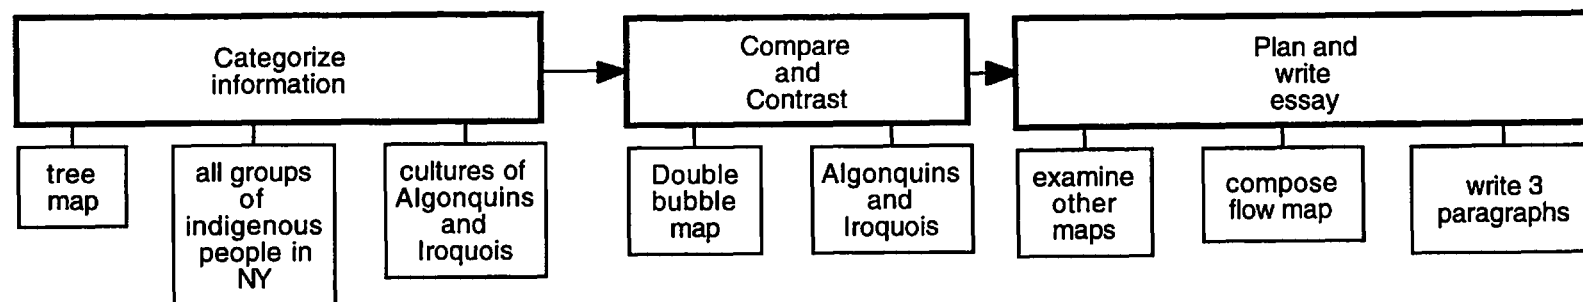 Categorize
information
Compare
and
Contrast
Plan and
write
essay
tree
map
all groups
of
indigenous
people in
NY
cultures of
Algonquins
and
Iroquois
Double
bubble
map
Algonquins
and
Iroquois
examine
other
maps
compose
flow map
write 3
paragraphs